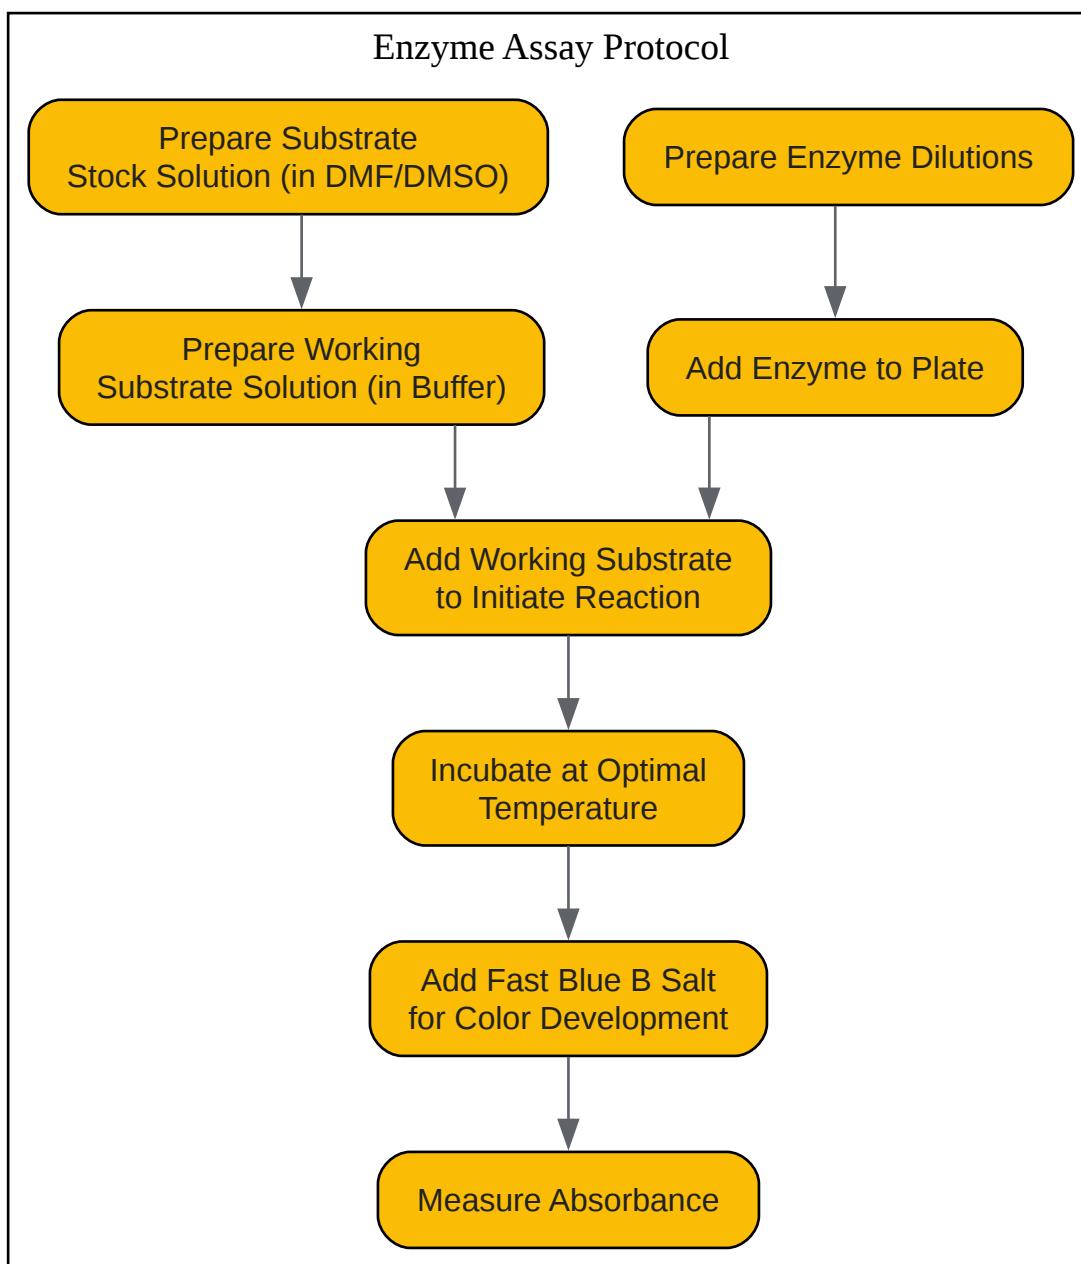 Enzyme Assay Protocol
Prepare Substrate
Stock Solution (in DMF/DMSO)
Prepare Enzyme Dilutions
Prepare Working
Substrate Solution (in Buffer)
Add Enzyme to Plate
Add Working Substrate
to Initiate Reaction
Incubate at Optimal
Temperature
Add Fast Blue B Salt
for Color Development
Measure Absorbance